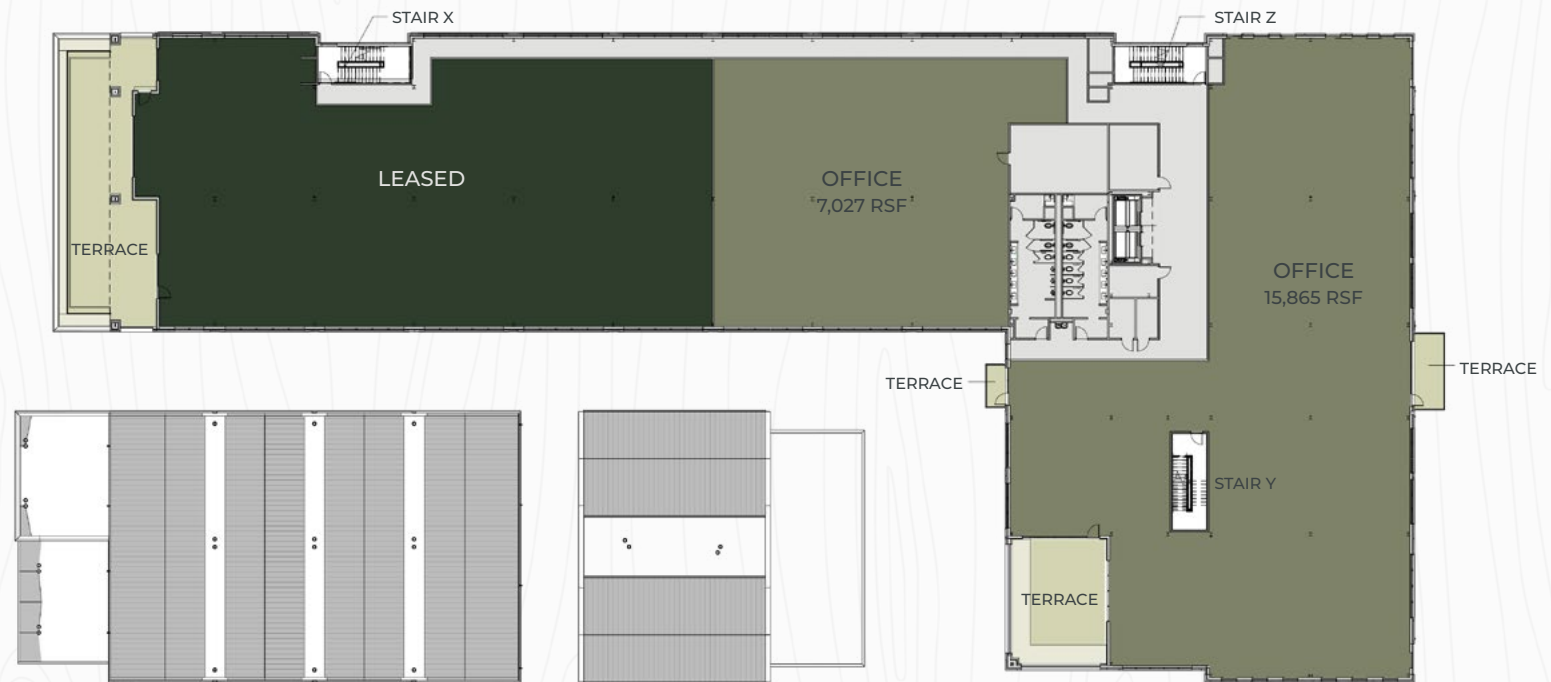 STAIR X
STAIR Z
LEASED
OFFICE
7,027 RSF
TERRACE
OFFICE
15,865 RSF
TERRACE
TERRACE
STAIR Y
TERRACE